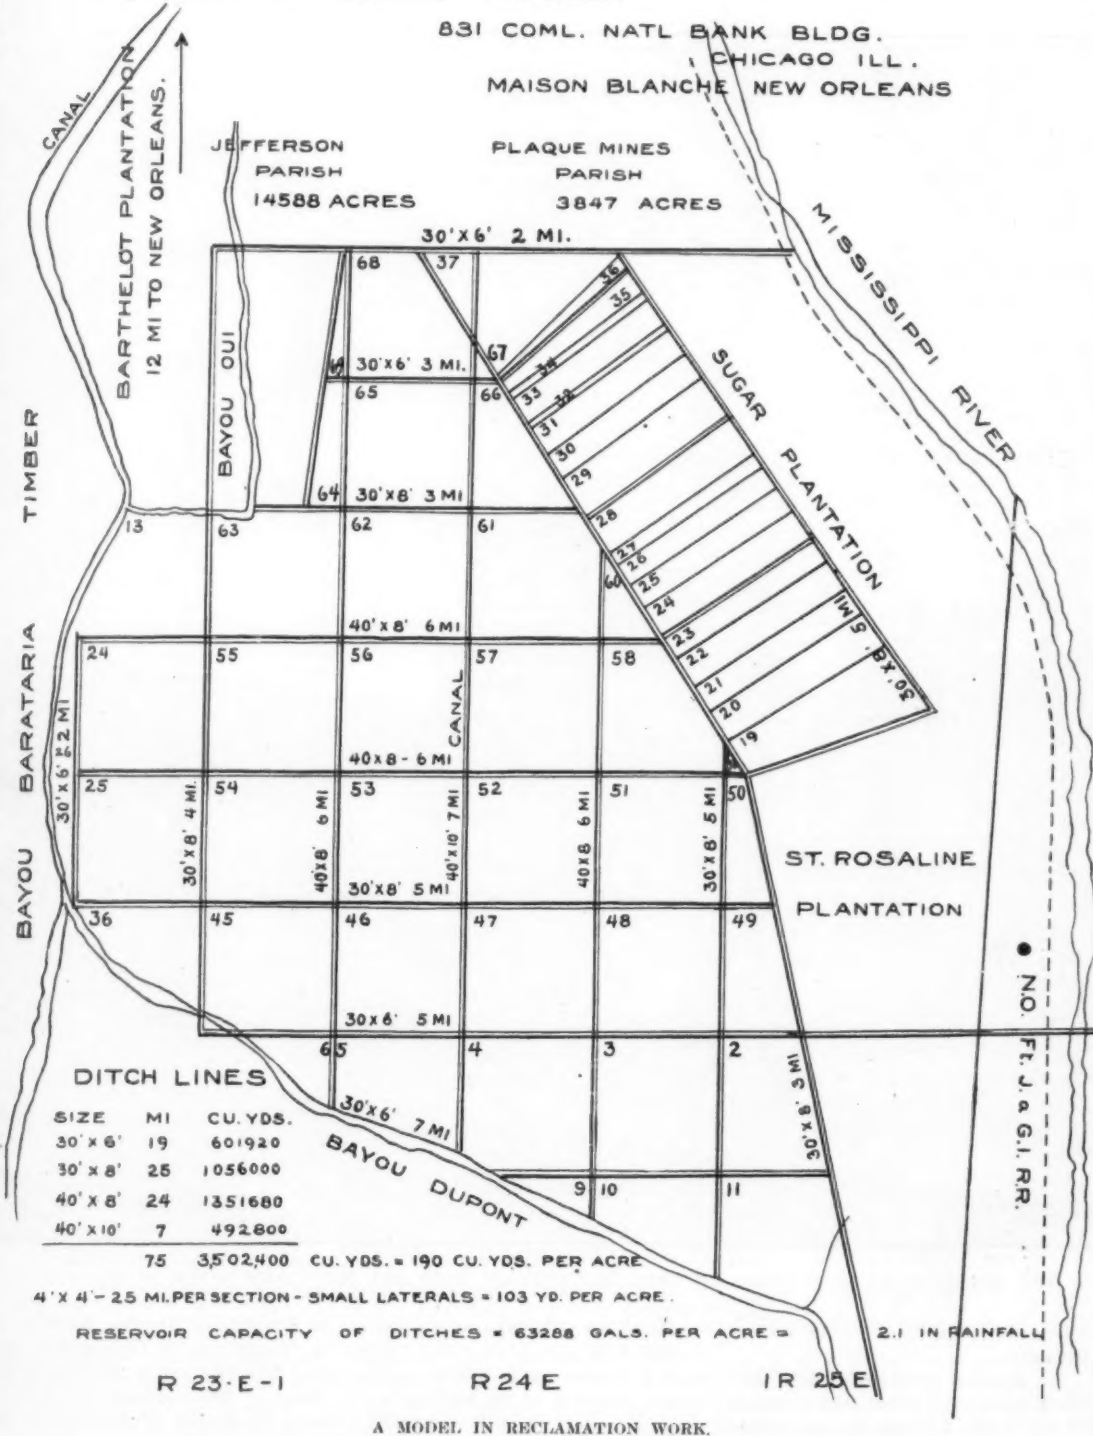 831 COML. NATL BANK BLDG.
CHICAGO ILL.
MAISON BLANCHE NEW ORLEANS
CANAL
BARTHELOT PLANTATION
12 MI TO NEW ORLEANS.
JEFFERSON
PARISH
14588 ACRES
PLAQUE MINES
PARISH
3847 ACRES
MISSISSIPPI RIVER
30'X6' 2 MI.
68
37
36
35
BAYOU OUI
67
30'X6' 3 MI.
65
66
34
33
32
31
30
29
28
27
26
25
24
23
22
21
20
19
SUGAR PLANTATION
5 MI
30'X8'
TIMBER
64
30'X8' 3 MI
13
63
62
61
60
40'X8' 6 MI
24
55
56
57
58
CANAL
BAYOU BARATARIA
30'X6' 2 MI
40X8-6 MI
25
54
53
52
51
50
30'X8' 4 MI.
40'X8' 6 MI
40'X10' 7 MI
40X8 6 MI
30'X8' 5 MI
30'X8' 5 MI
36
45
46
47
48
49
ST. ROSALINE
PLANTATION
N.O. Ft. J. & G. I. R.R.
30X6' 5 MI
65
4
3
2
30'X8' 3 MI
30'X6' 7 MI
BAYOU DUPONT
9
10
11
DITCH LINES
SIZE MI CU. YDS.
30'X6' 19 601920
30'X8' 25 1056000
40'X8' 24 1351680
40'X10' 7 492800
75 3,502,400 CU. YDS. = 190 CU. YDS. PER ACRE
4'X4'-25 MI. PER SECTION - SMALL LATERALS = 103 YD. PER ACRE.
RESERVOIR CAPACITY OF DITCHES = 63288 GALS. PER ACRE = 2.1 IN RAINFALL
R 23·E-1 R 24 E 1R 25 E
A MODEL IN RECLAMATION WORK.